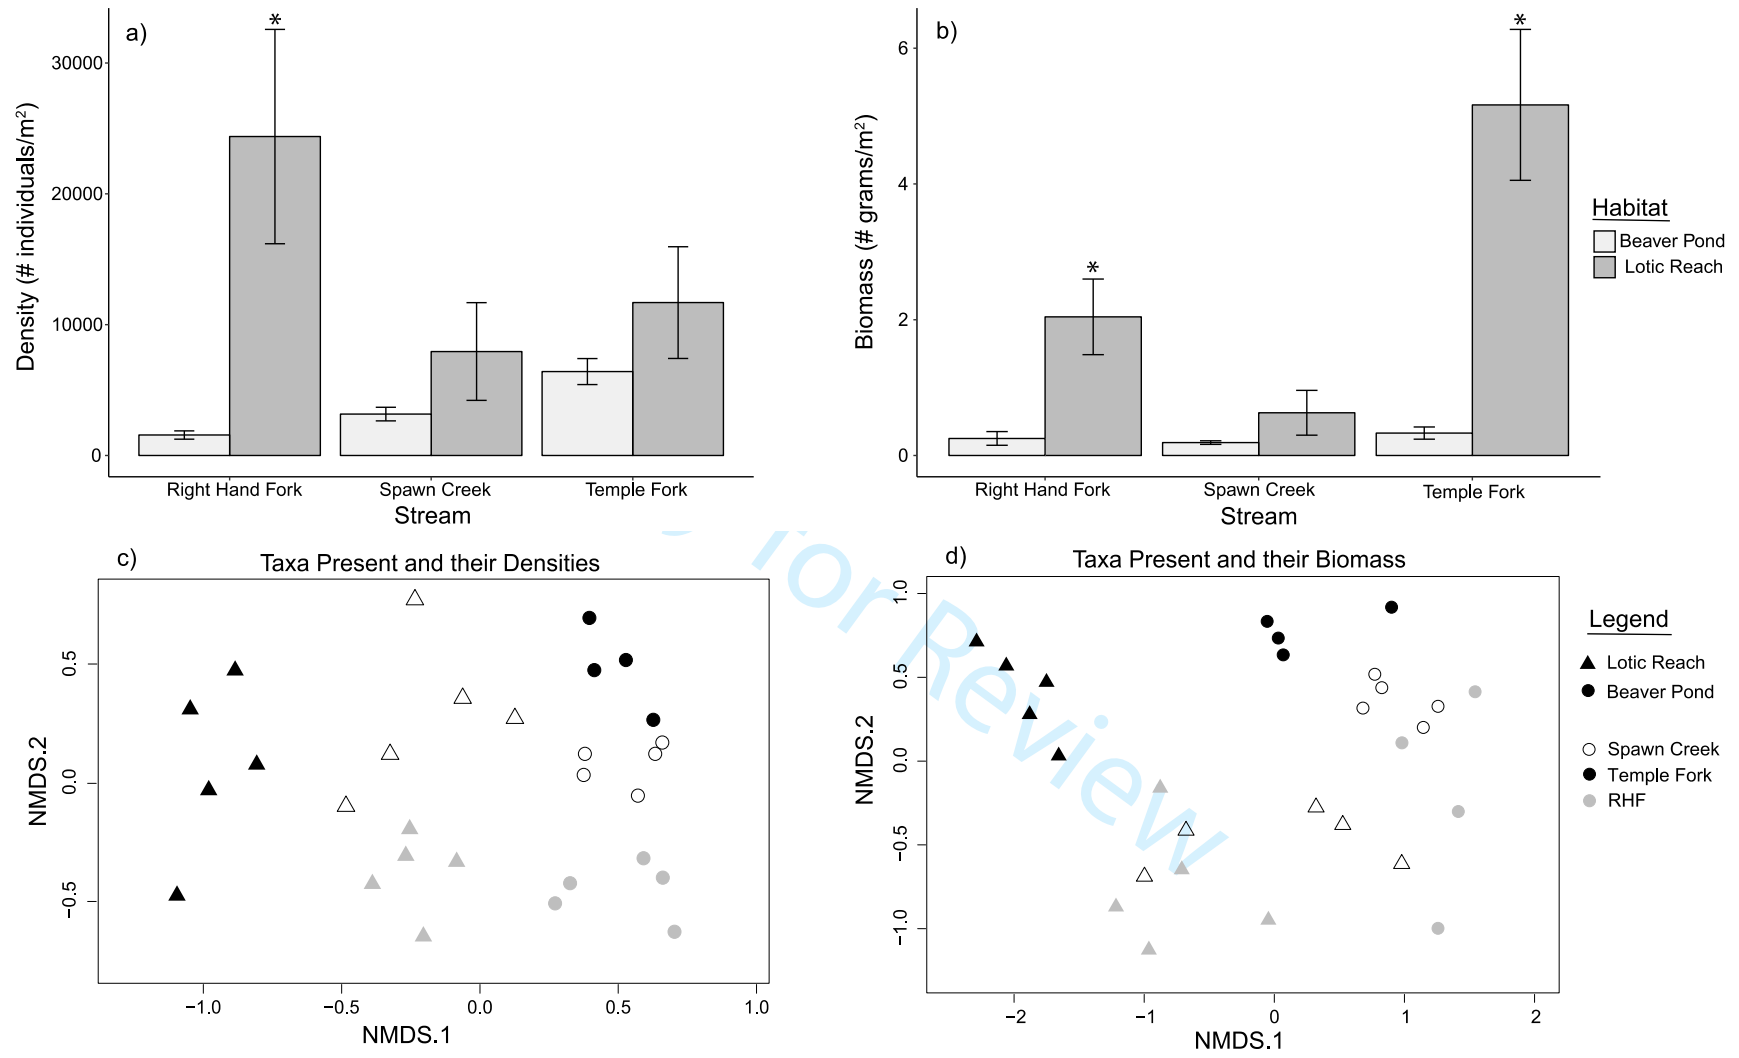 a)
*
30000
20000
10000
0
Density (# individuals/m²)
Right Hand Fork
Spawn Creek
Temple Fork
Stream
b)
*
*
6
4
2
0
Biomass (# grams/m²)
Right Hand Fork
Spawn Creek
Temple Fork
Stream
Habitat
Beaver Pond
Lotic Reach
c)
Taxa Present and their Densities
0.5
0.0
−0.5
NMDS.2
−1.0
−0.5
0.0
0.5
1.0
NMDS.1
d)
Taxa Present and their Biomass
1.0
0.5
0.0
−0.5
−1.0
NMDS.2
−2
−1
0
1
2
NMDS.1
Legend
Lotic Reach
Beaver Pond
Spawn Creek
Temple Fork
RHF
for Review